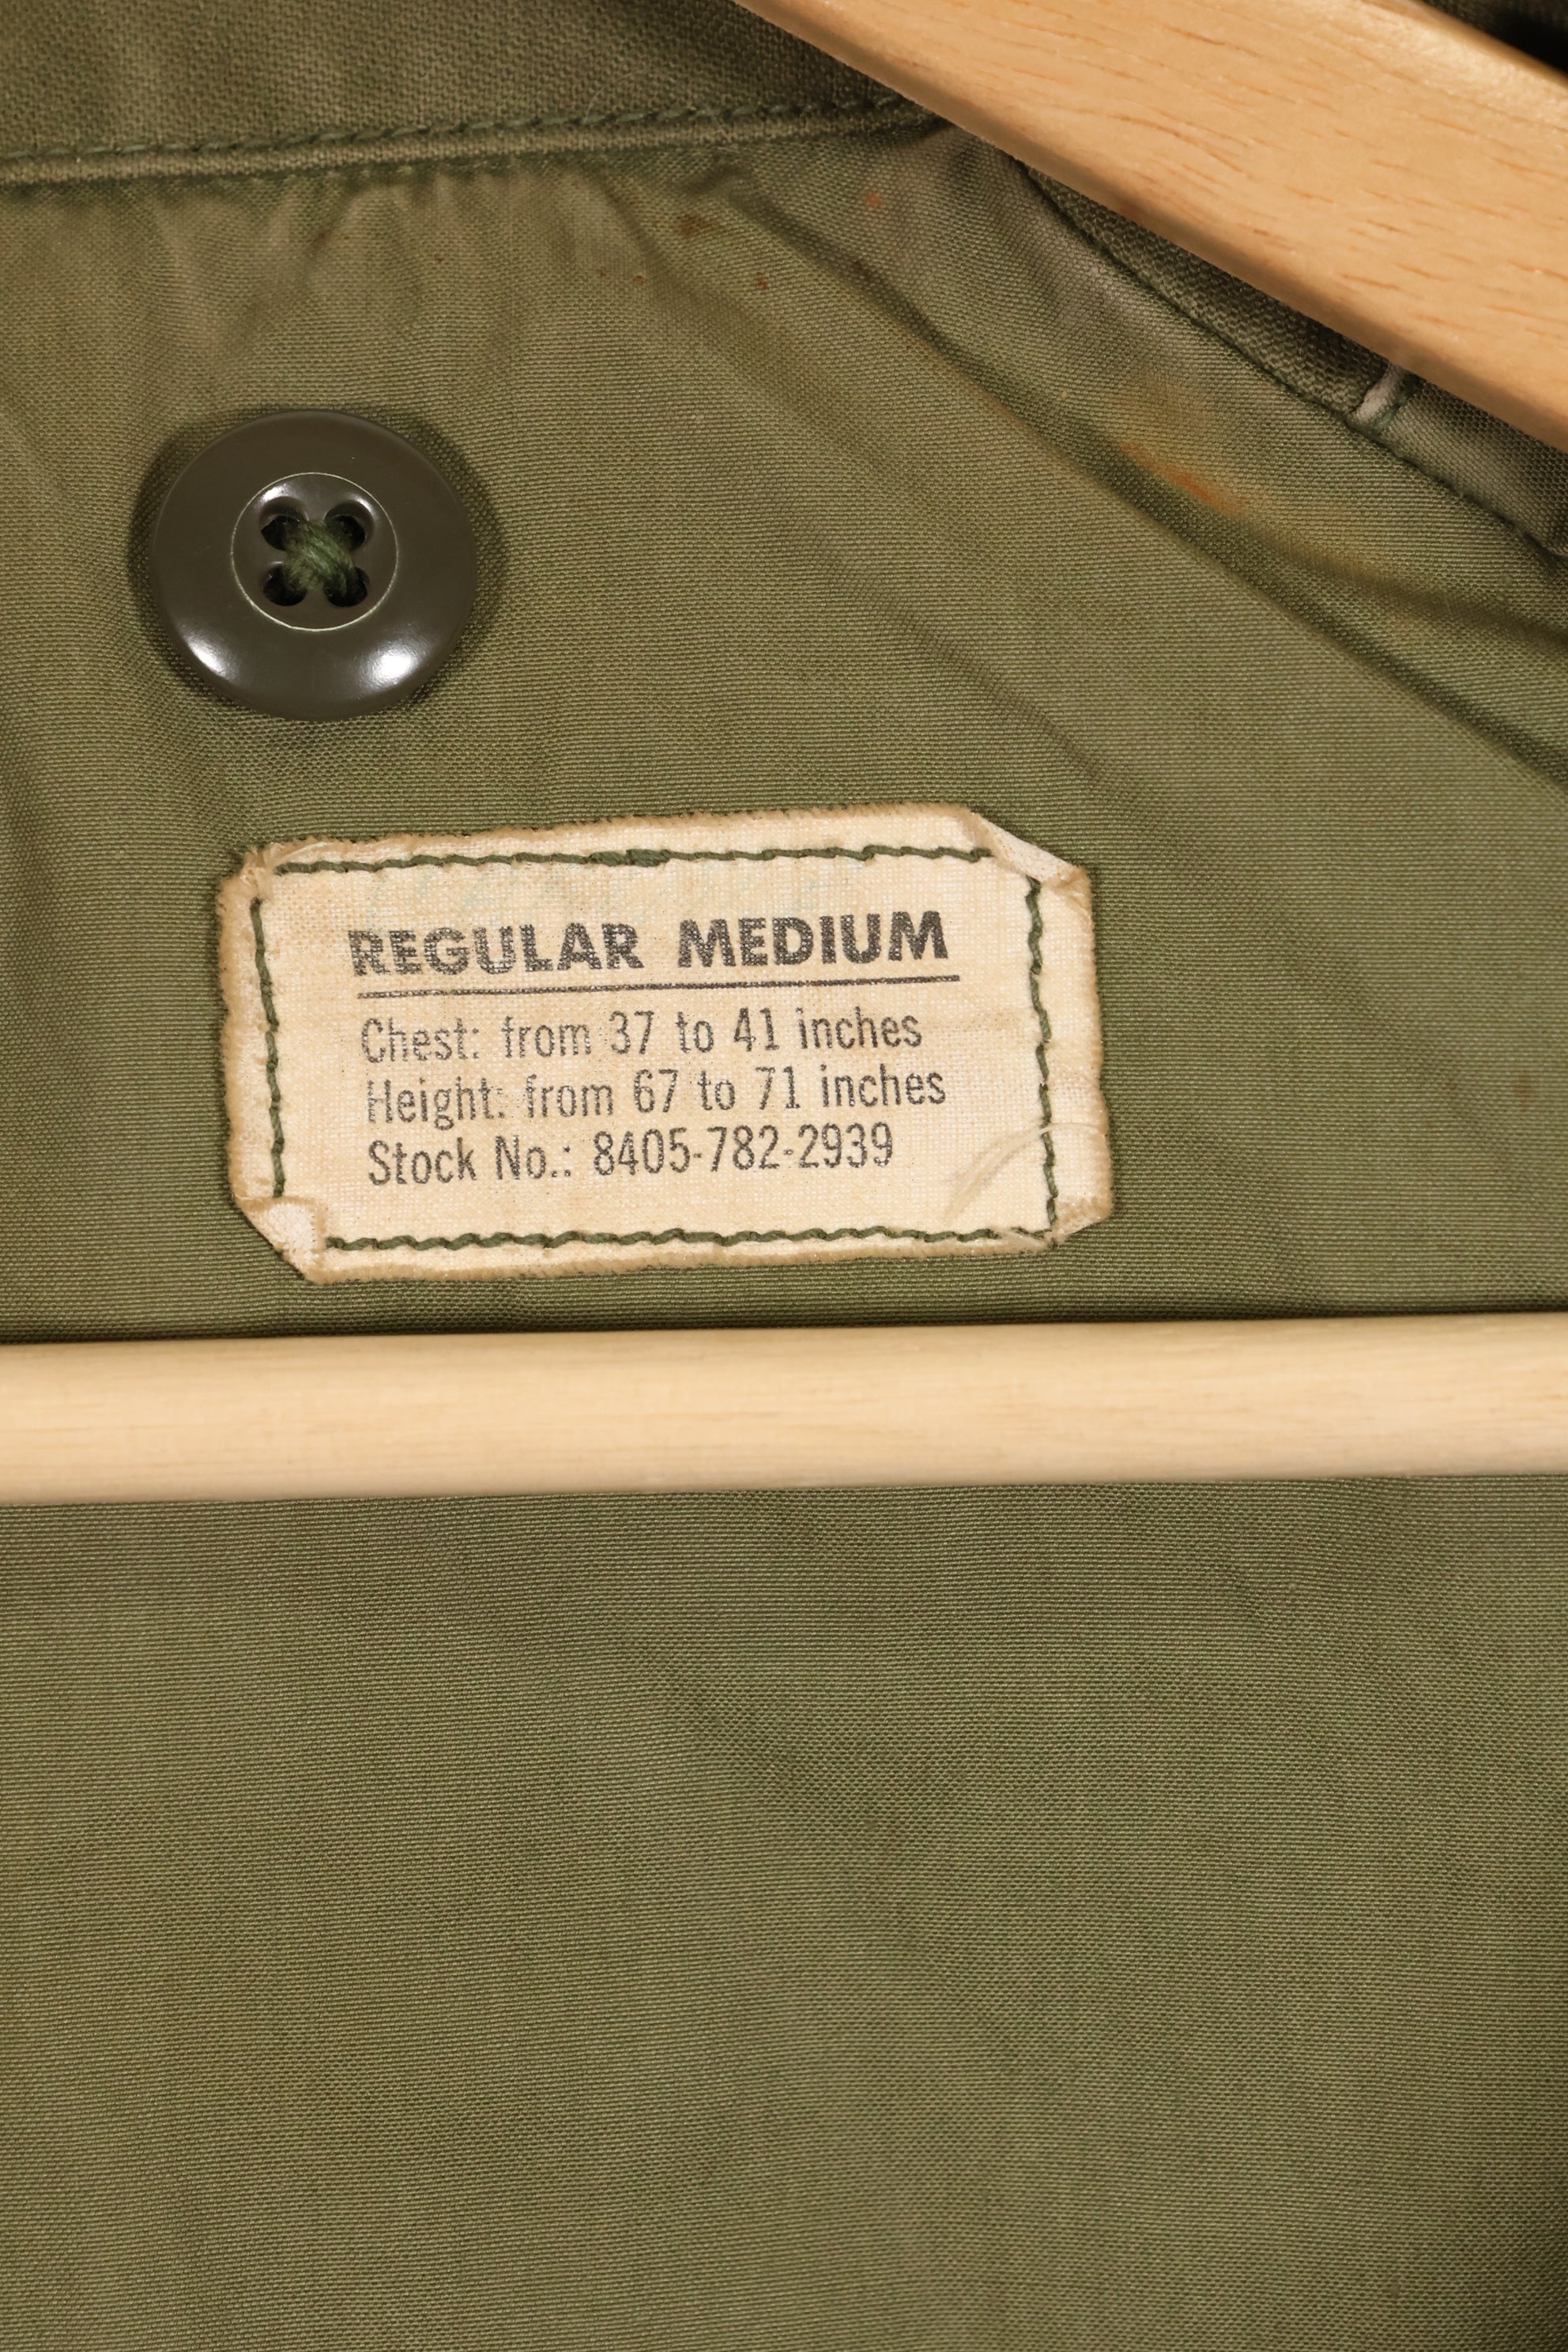 REGULAR MEDIUM
Chest: from 37 to 41 inches
Height: from 67 to 71 inches
Stock No.: 8405-782-2939